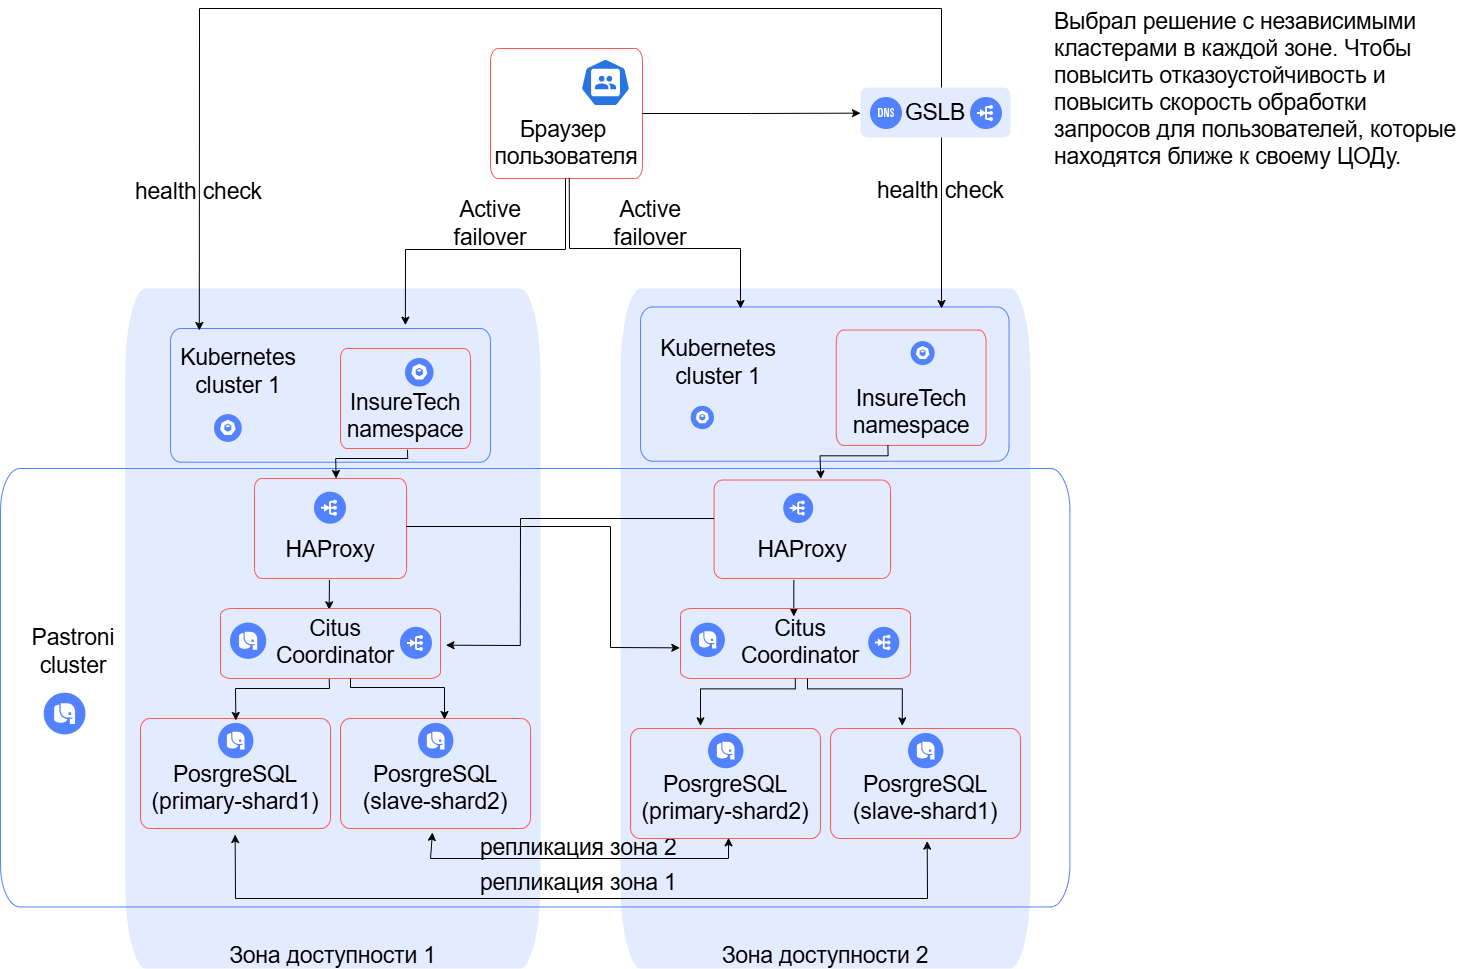 Выбрал решение с независимыми
кластерами в каждой зоне. Чтобы
повысить отказоустойчивость и
повысить скорость обработки
запросов для пользователей, которые
находятся ближе к своему ЦОДу.
Браузер
пользователя
DNS
GSLB
health check
health check
Active
failover
Active
failover
Kubernetes
cluster 1
InsureTech
namespace
Kubernetes
cluster 1
InsureTech
namespace
HAProxy
HAProxy
Pastroni
cluster
Citus
Coordinator
Citus
Coordinator
PosrgreSQL
(primary-shard1)
PosrgreSQL
(slave-shard2)
PosrgreSQL
(primary-shard2)
PosrgreSQL
(slave-shard1)
репликация зона 2
репликация зона 1
Зона доступности 1
Зона доступности 2